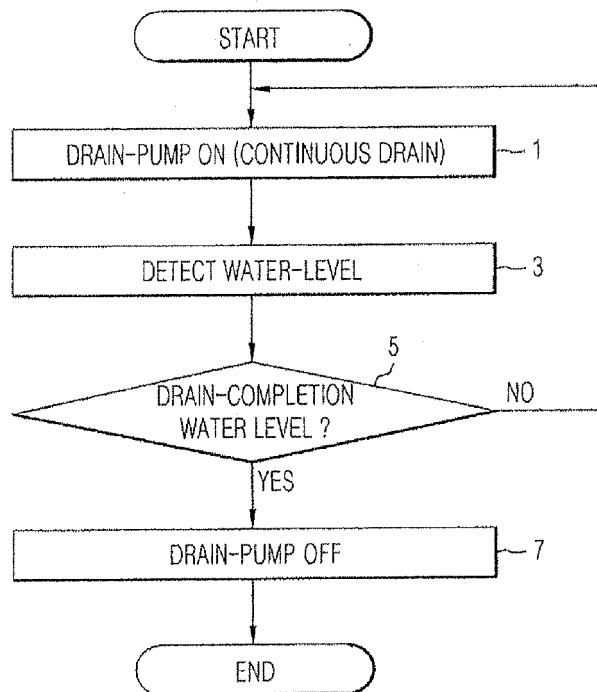 START
DRAIN-PUMP ON (CONTINUOUS DRAIN)
1
DETECT WATER-LEVEL
3
5
DRAIN-COMPLETION
WATER LEVEL ?
NO
YES
DRAIN-PUMP OFF
7
END